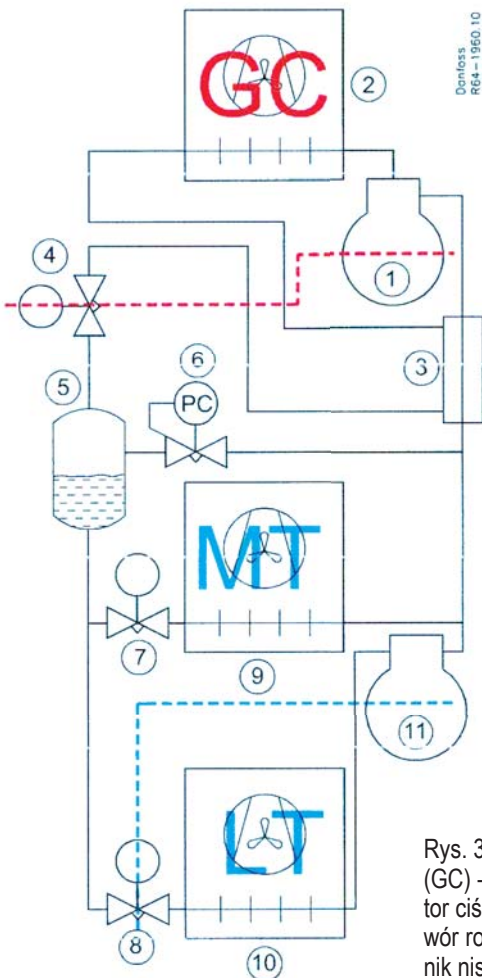 Danfoss
R64-1960.10
GC
2
1
4
3
5
6
PC
MT
7
9
11
LT
8
10
Rys. 3
(GC) -
tor ciś
wór ro
nik nis